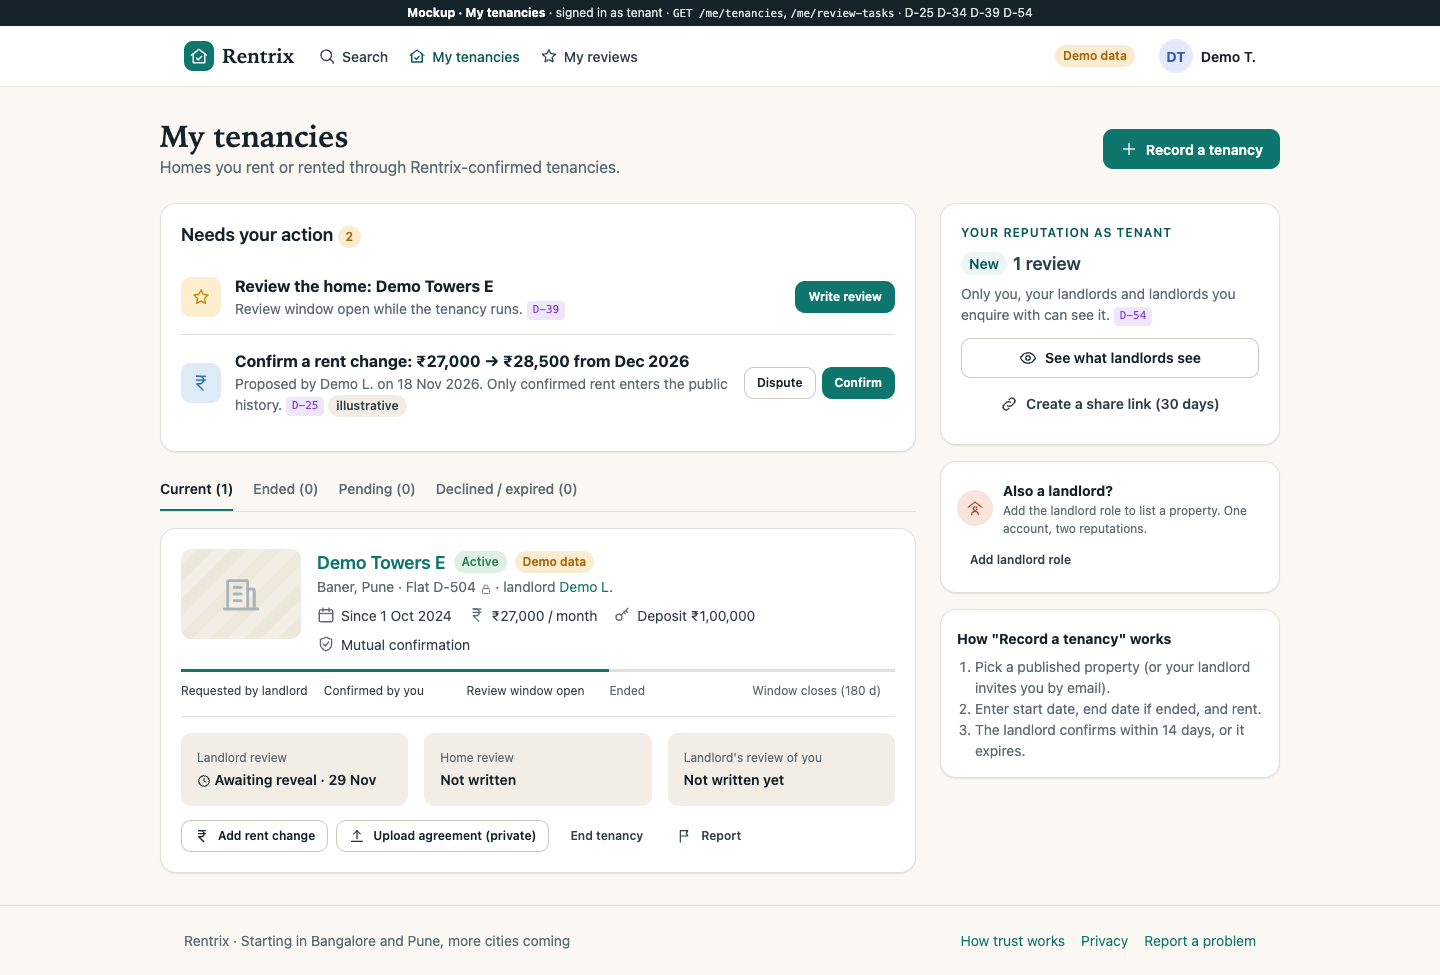 Mockup · My tenancies · signed in as tenant · GET /me/tenancies, /me/review-tasks · D-25 D-34 D-39 D-54
Rentrix
Search
My tenancies
My reviews
Demo data
DT
Demo T.
My tenancies
Homes you rent or rented through Rentrix-confirmed tenancies.
Record a tenancy
Needs your action 2
Review the home: Demo Towers E
Review window open while the tenancy runs. D-39
Write review
Confirm a rent change: ₹27,000 → ₹28,500 from Dec 2026
Proposed by Demo L. on 18 Nov 2026. Only confirmed rent enters the public
history. D-25 illustrative
Dispute
Confirm
Current (1)
Ended (0)
Pending (0)
Declined / expired (0)
Demo Towers E Active Demo data
Baner, Pune · Flat D-504 · landlord Demo L.
Since 1 Oct 2024
₹27,000 / month
Deposit ₹1,00,000
Mutual confirmation
Requested by landlord
Confirmed by you
Review window open
Ended
Window closes (180 d)
Landlord review
Awaiting reveal · 29 Nov
Home review
Not written
Landlord's review of you
Not written yet
₹ Add rent change
Upload agreement (private)
End tenancy
Report
YOUR REPUTATION AS TENANT
New 1 review
Only you, your landlords and landlords you
enquire with can see it. D-54
See what landlords see
Create a share link (30 days)
Also a landlord?
Add the landlord role to list a property. One
account, two reputations.
Add landlord role
How "Record a tenancy" works
1. Pick a published property (or your landlord
invites you by email).
2. Enter start date, end date if ended, and rent.
3. The landlord confirms within 14 days, or it
expires.
Rentrix · Starting in Bangalore and Pune, more cities coming
How trust works
Privacy
Report a problem